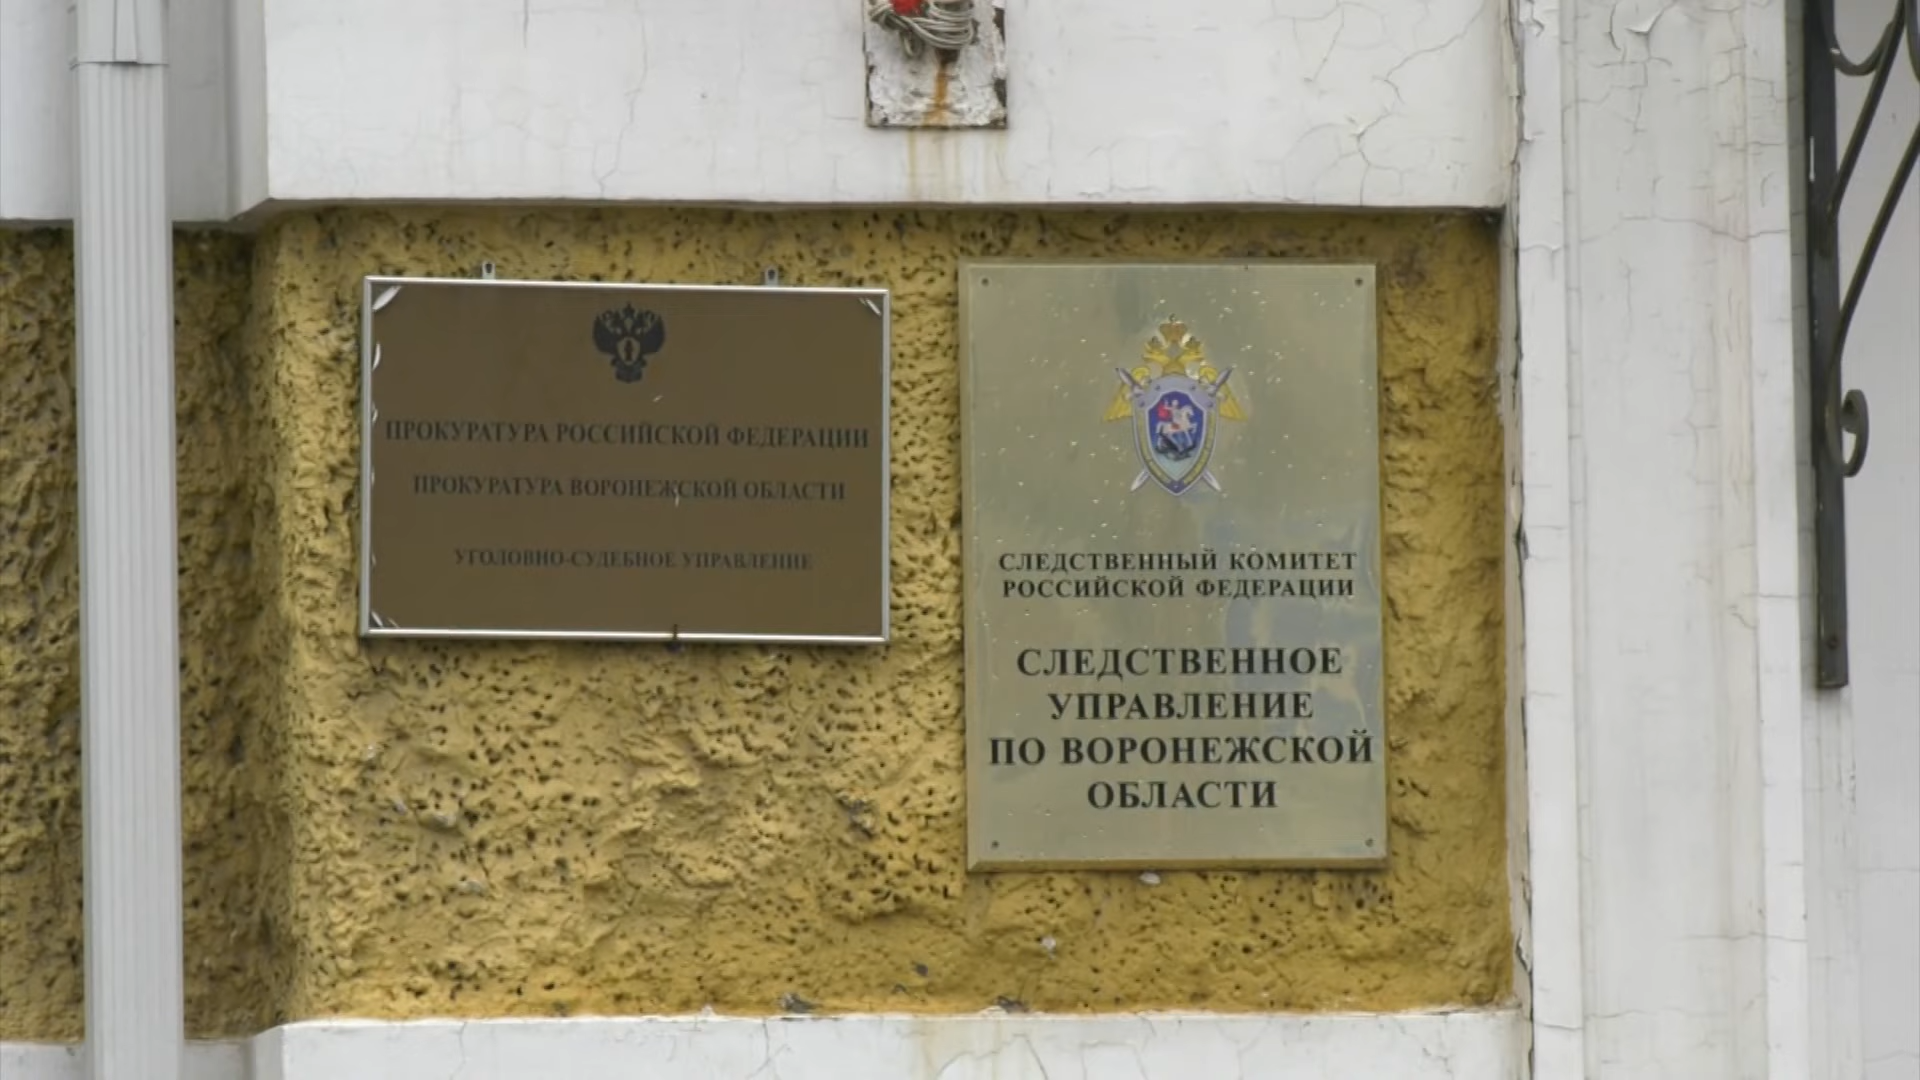 ПРОКУРАТУРА РОССИЙСКОЙ ФЕДЕРАЦИИ
ПРОКУРАТУРА ВОРОНЕЖСКОЙ ОБЛАСТИ
УГОЛОВНО-СУДЕБНОЕ УПРАВЛЕНИЕ
СЛЕДСТВЕННЫЙ КОМИТЕТ
РОССИЙСКОЙ ФЕДЕРАЦИИ
СЛЕДСТВЕННОЕ
УПРАВЛЕНИЕ
ПО ВОРОНЕЖСКОЙ
ОБЛАСТИ